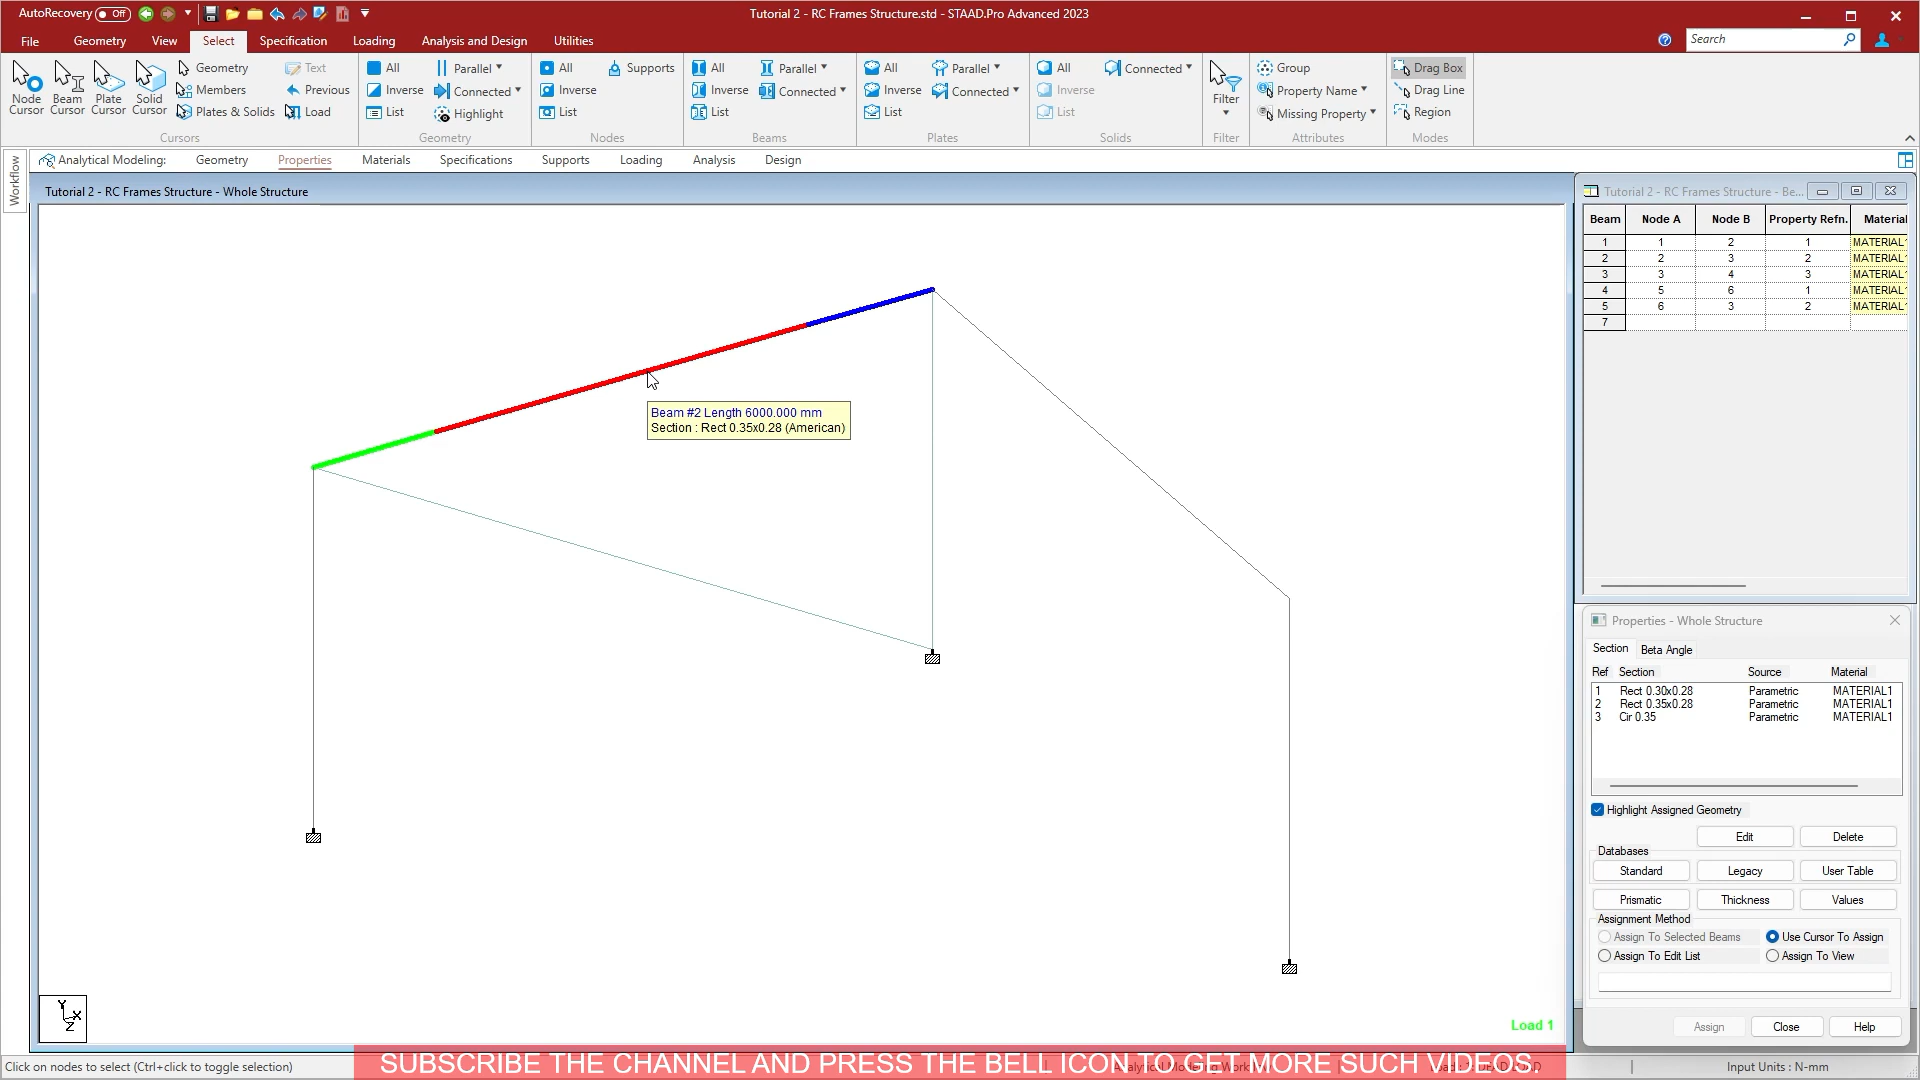 AutoRecovery Off
Tutorial 2 - RC Frames Structure.std - STAAD.Pro Advanced 2023
File Geometry View Select Specification Loading Analysis and Design Utilities
Search
Node Cursor
Beam Cursor
Plate Cursor
Solid Cursor
Geometry
Members
Plates & Solids
Text
Previous
Load
Cursors
All
Inverse
List
Parallel
Connected
Highlight
Geometry
All
Inverse
List
Supports
Nodes
All
Inverse
List
Parallel
Connected
Beams
All
Inverse
List
Parallel
Connected
Plates
All
Inverse
List
Connected
Solids
Filter
Filter
Group
Property Name
Missing Property
Attributes
Drag Box
Drag Line
Region
Modes
Workflow
Analytical Modeling: Geometry Properties Materials Specifications Supports Loading Analysis Design
Tutorial 2 - RC Frames Structure - Whole Structure
Beam #2 Length 6000.000 mm
Section : Rect 0.35x0.28 (American)
Y
X
Z
Load 1
Tutorial 2 - RC Frames Structure - Be...
Beam Node A Node B Property Refn. Material
1 1 2 1 MATERIAL1
2 2 3 2 MATERIAL1
3 3 4 3 MATERIAL1
4 5 6 1 MATERIAL1
5 6 3 2 MATERIAL1
7
Properties - Whole Structure
Section Beta Angle
Ref Section Source Material
1 Rect 0.30x0.28 Parametric MATERIAL1
2 Rect 0.35x0.28 Parametric MATERIAL1
3 Cir 0.35 Parametric MATERIAL1
Highlight Assigned Geometry
Edit Delete
Databases
Standard Legacy User Table
Prismatic Thickness Values
Assignment Method
Assign To Selected Beams Use Cursor To Assign
Assign To Edit List Assign To View
Assign Close Help
Click on nodes to select (Ctrl+click to toggle selection)
SUBSCRIBE THE CHANNEL AND PRESS THE BELL ICON TO GET MORE SUCH VIDEOS.
Input Units : N-mm